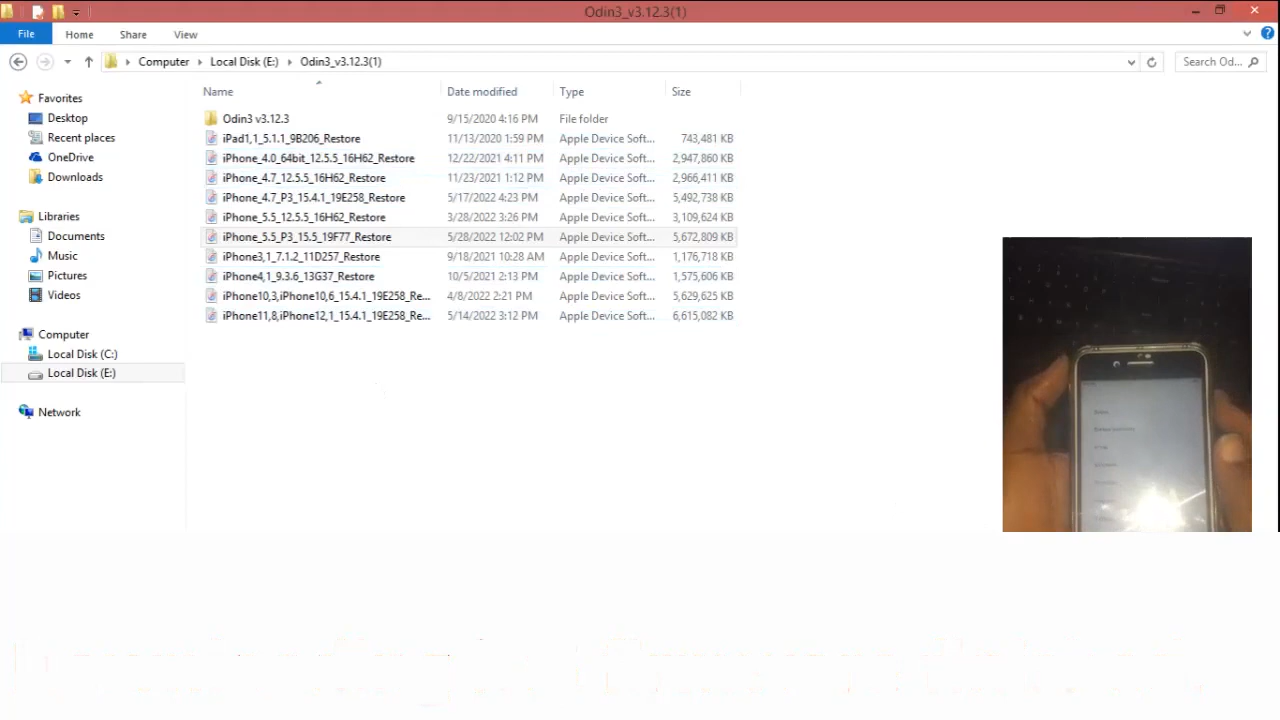 Odin3_v3.12.3(1)
File Home Share View
Computer Local Disk (E:) Odin3_v3.12.3(1) Search Od...
Name Date modified Type Size
Favorites
Desktop
Recent places
OneDrive
Downloads
Libraries
Documents
Music
Pictures
Videos
Computer
Local Disk (C:)
Local Disk (E:)
Network
Odin3 v3.12.3 9/15/2020 4:16 PM File folder
iPad1,1_5.1.1_9B206_Restore 11/13/2020 1:59 PM Apple Device Soft... 743,481 KB
iPhone_4.0_64bit_12.5.5_16H62_Restore 12/22/2021 4:11 PM Apple Device Soft... 2,947,860 KB
iPhone_4.7_12.5.5_16H62_Restore 11/23/2021 1:12 PM Apple Device Soft... 2,966,411 KB
iPhone_4.7_P3_15.4.1_19E258_Restore 5/17/2022 4:23 PM Apple Device Soft... 5,492,738 KB
iPhone_5.5_12.5.5_16H62_Restore 3/28/2022 3:26 PM Apple Device Soft... 3,109,624 KB
iPhone_5.5_P3_15.5_19F77_Restore 5/28/2022 12:02 PM Apple Device Soft... 5,672,809 KB
iPhone3,1_7.1.2_11D257_Restore 9/18/2021 10:28 AM Apple Device Soft... 1,176,718 KB
iPhone4,1_9.3.6_13G37_Restore 10/5/2021 2:13 PM Apple Device Soft... 1,575,606 KB
iPhone10,3,iPhone10,6_15.4.1_19E258_Re... 4/8/2022 2:21 PM Apple Device Soft... 5,629,625 KB
iPhone11,8,iPhone12,1_15.4.1_19E258_Re... 5/14/2022 3:12 PM Apple Device Soft... 6,615,082 KB